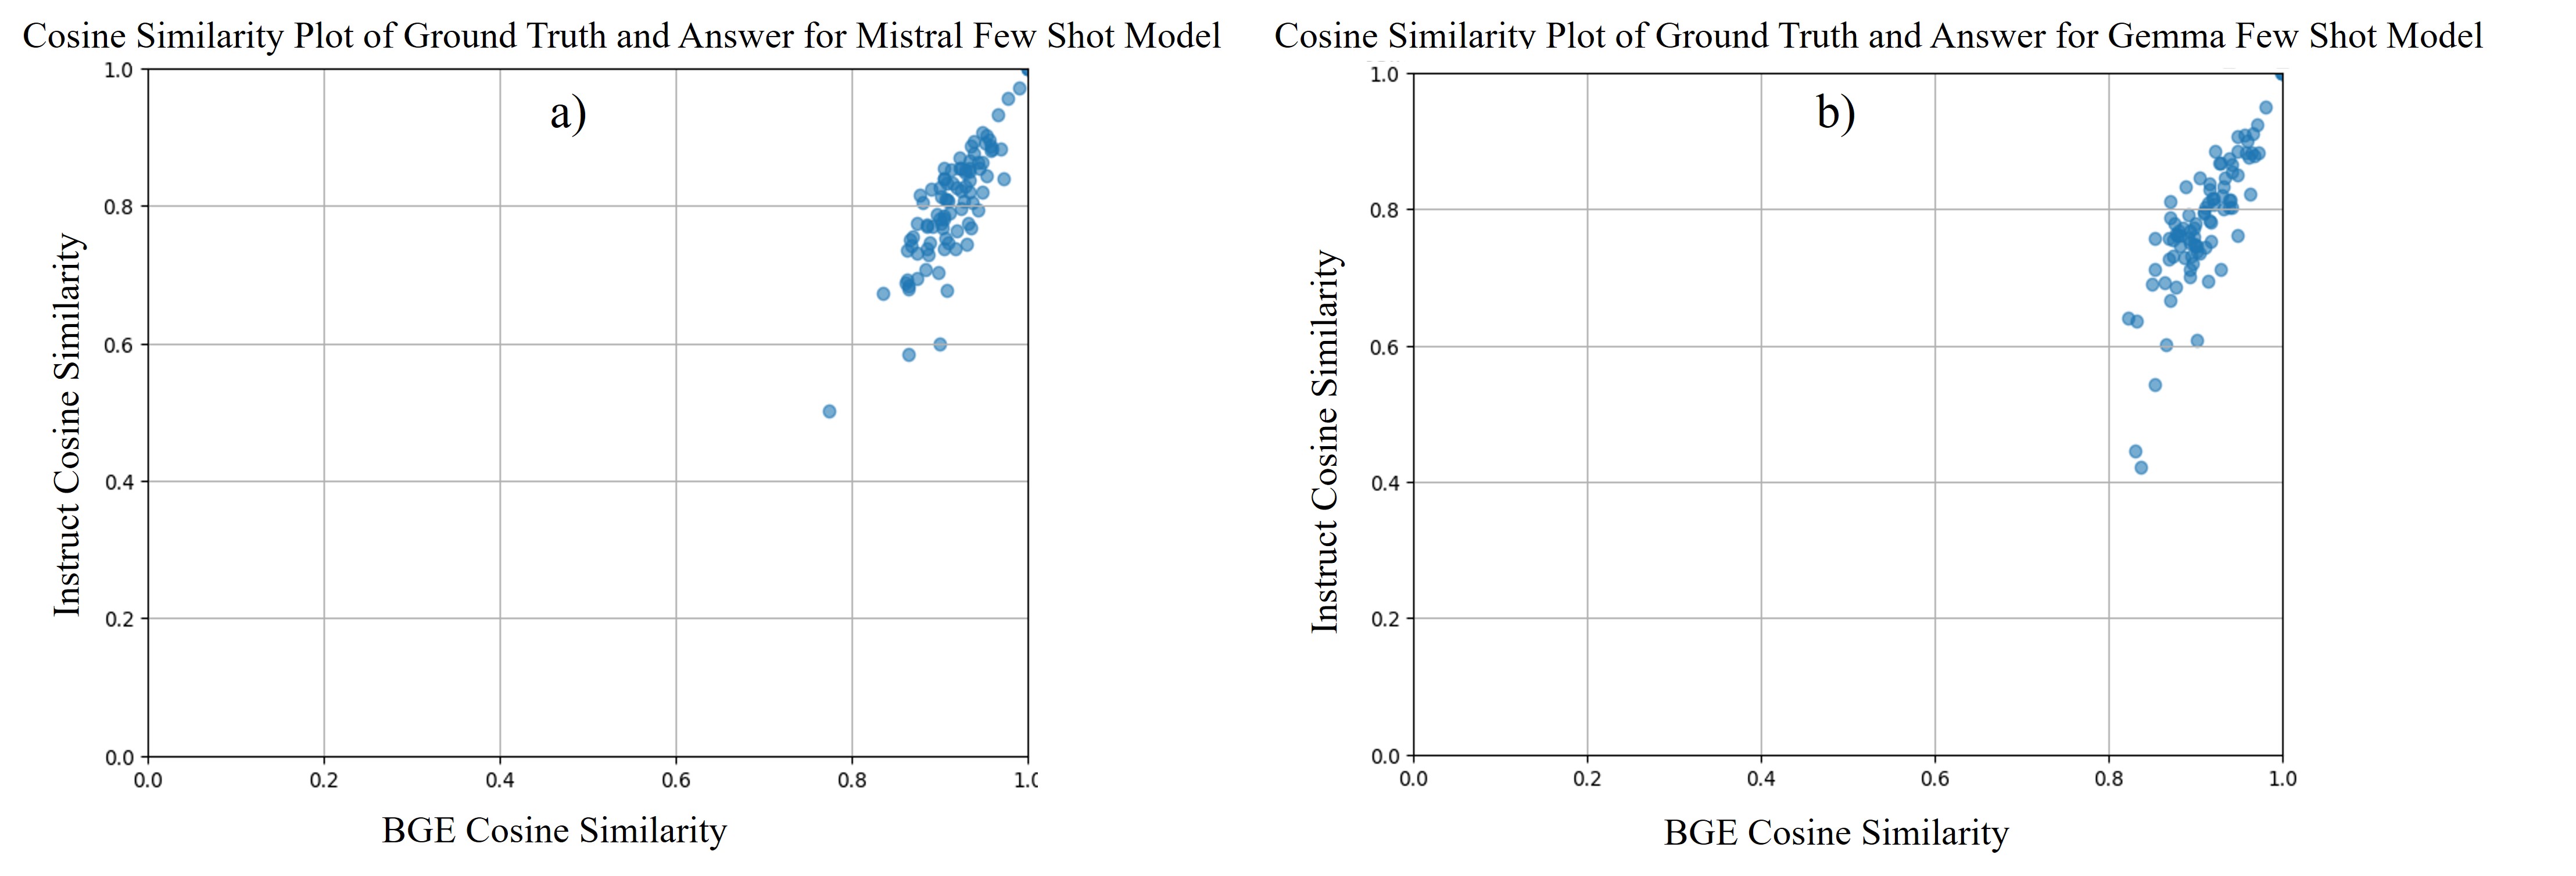 Cosine Similarity Plot of Ground Truth and Answer for Mistral Few Shot Model
a)
1.0
0.8
0.6
0.4
0.2
0.0
Instruct Cosine Similarity
0.0 0.2 0.4 0.6 0.8 1.0
BGE Cosine Similarity
Cosine Similarity Plot of Ground Truth and Answer for Gemma Few Shot Model
b)
1.0
0.8
0.6
0.4
0.2
0.0
Instruct Cosine Similarity
0.0 0.2 0.4 0.6 0.8 1.0
BGE Cosine Similarity